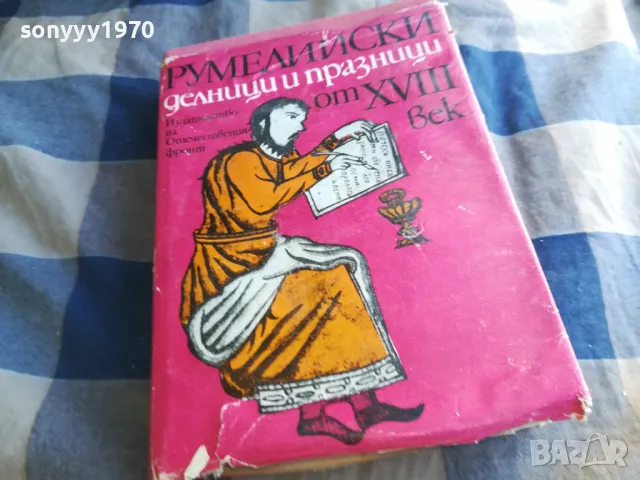 sonyyy1970
РУМЕЛИЙСКИ
делници и празници
от XVIII
век
Издателство
на
Отечествения
фронт
BAZAR